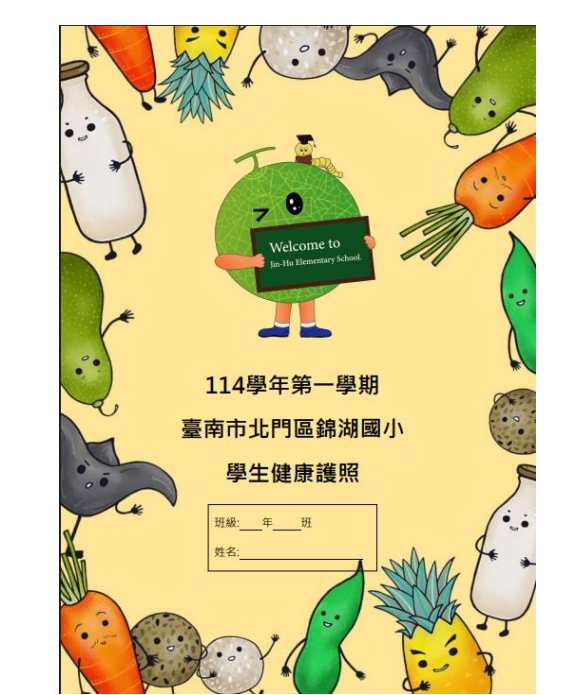 Welcome to
Jin-Hu Elementary School.
114學年第一學期
臺南市北門區錦湖國小
學生健康護照
班級:___年____班
姓名:_________________